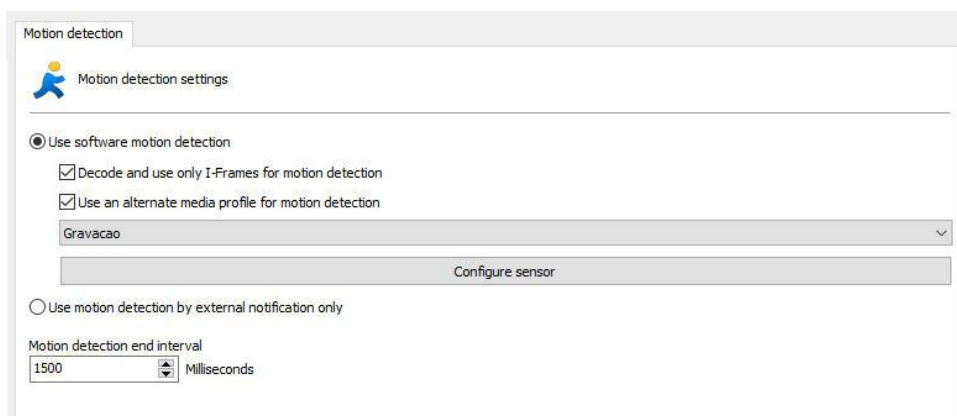 Motion detection
Motion detection settings
Use software motion detection
Decode and use only I-Frames for motion detection
Use an alternate media profile for motion detection
Gravacao
Configure sensor
Use motion detection by external notification only
Motion detection end interval
1500 Milliseconds